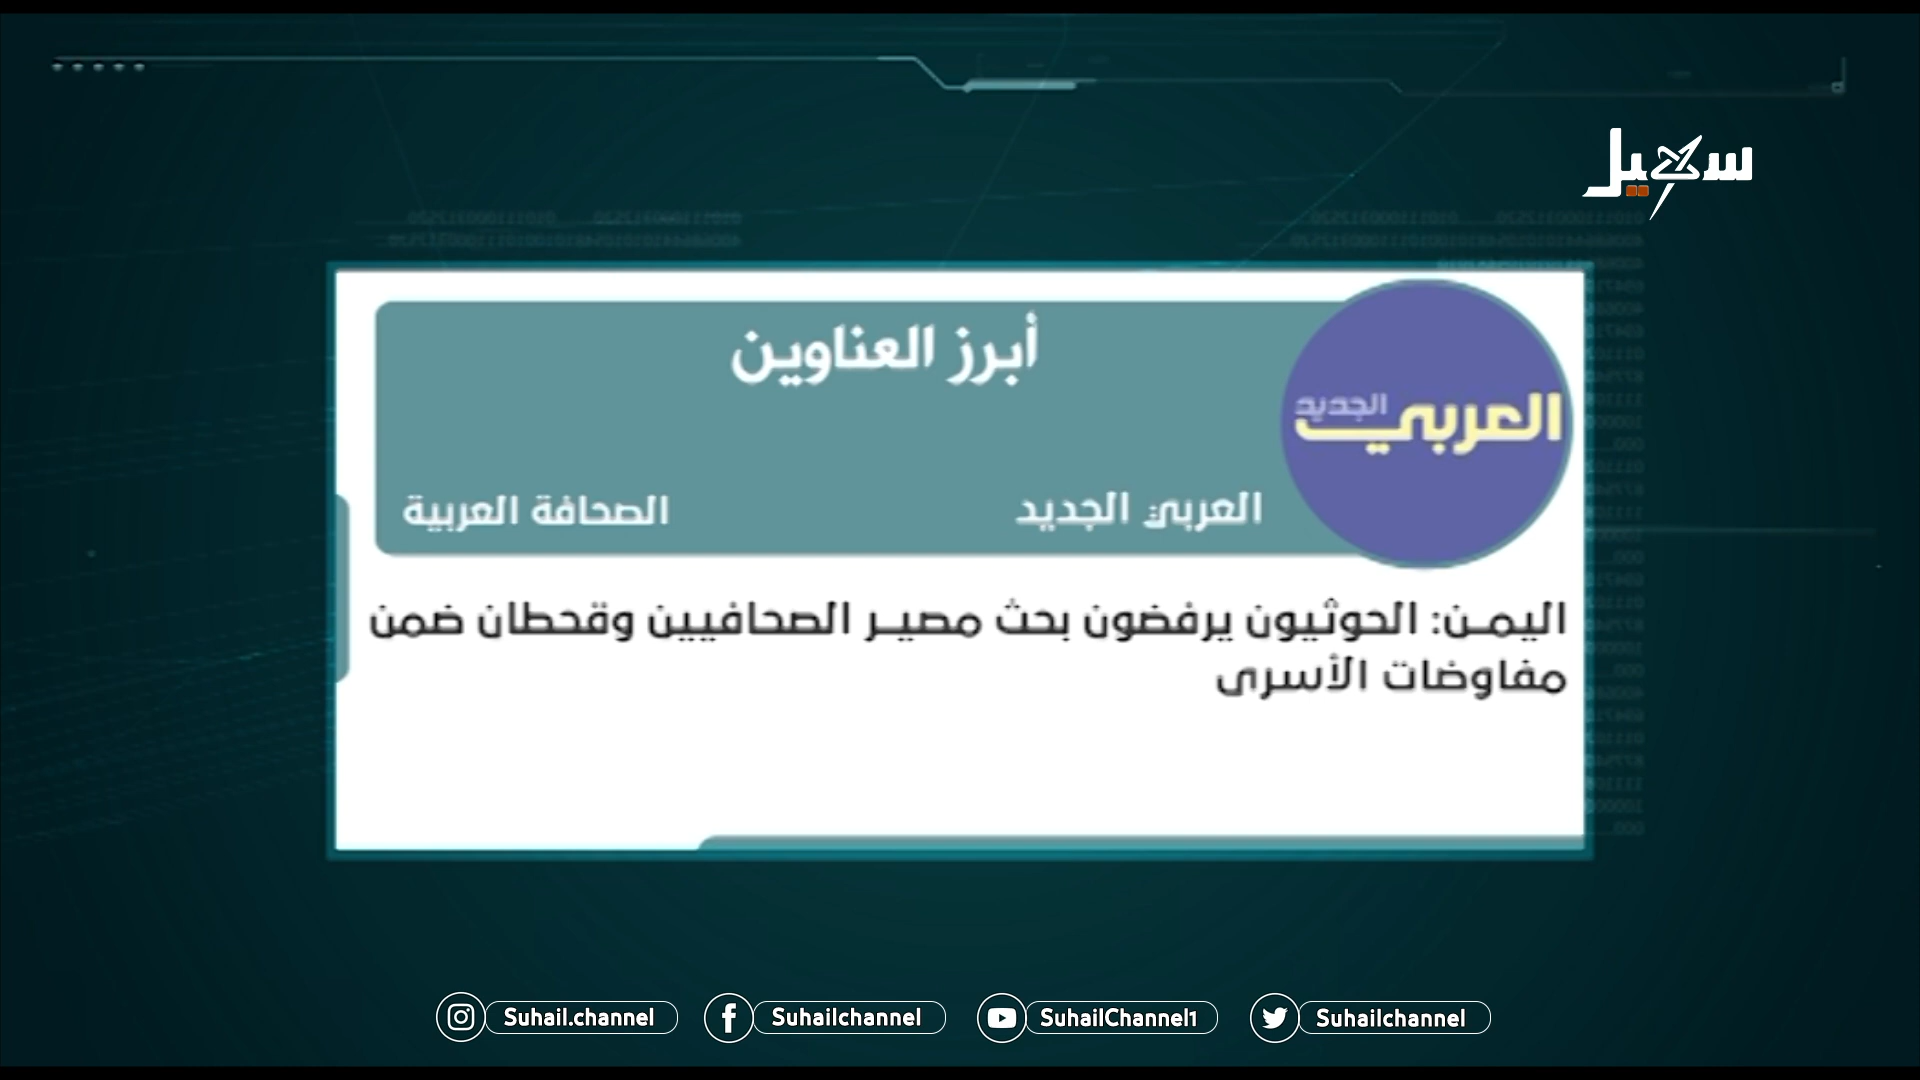 سهيل
أبرز العناوين
العربي الجديد
العربي الجديد
الصحافة العربية
اليمن: الحوثيون يرفضون بحث مصير الصحافيين وقحطان ضمن
مفاوضات الأسرى
Suhail.channel
Suhailchannel
SuhailChannel1
Suhailchannel